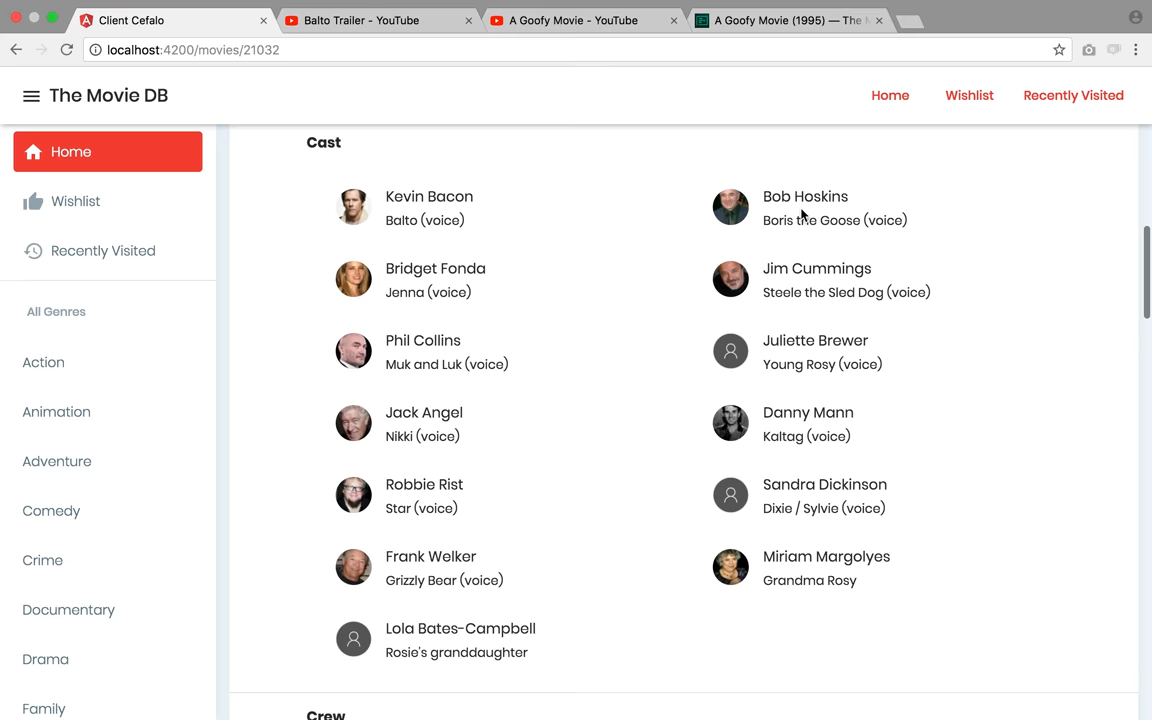 Client Cefalo
Balto Trailer - YouTube
A Goofy Movie - YouTube
A Goofy Movie (1995) — The M
localhost:4200/movies/21032
The Movie DB
Home
Wishlist
Recently Visited
Home
Wishlist
Recently Visited
All Genres
Action
Animation
Adventure
Comedy
Crime
Documentary
Drama
Family
Cast
Kevin Bacon
Balto (voice)
Bob Hoskins
Boris the Goose (voice)
Bridget Fonda
Jenna (voice)
Jim Cummings
Steele the Sled Dog (voice)
Phil Collins
Muk and Luk (voice)
Juliette Brewer
Young Rosy (voice)
Jack Angel
Nikki (voice)
Danny Mann
Kaltag (voice)
Robbie Rist
Star (voice)
Sandra Dickinson
Dixie / Sylvie (voice)
Frank Welker
Grizzly Bear (voice)
Miriam Margolyes
Grandma Rosy
Lola Bates-Campbell
Rosie's granddaughter
Crew